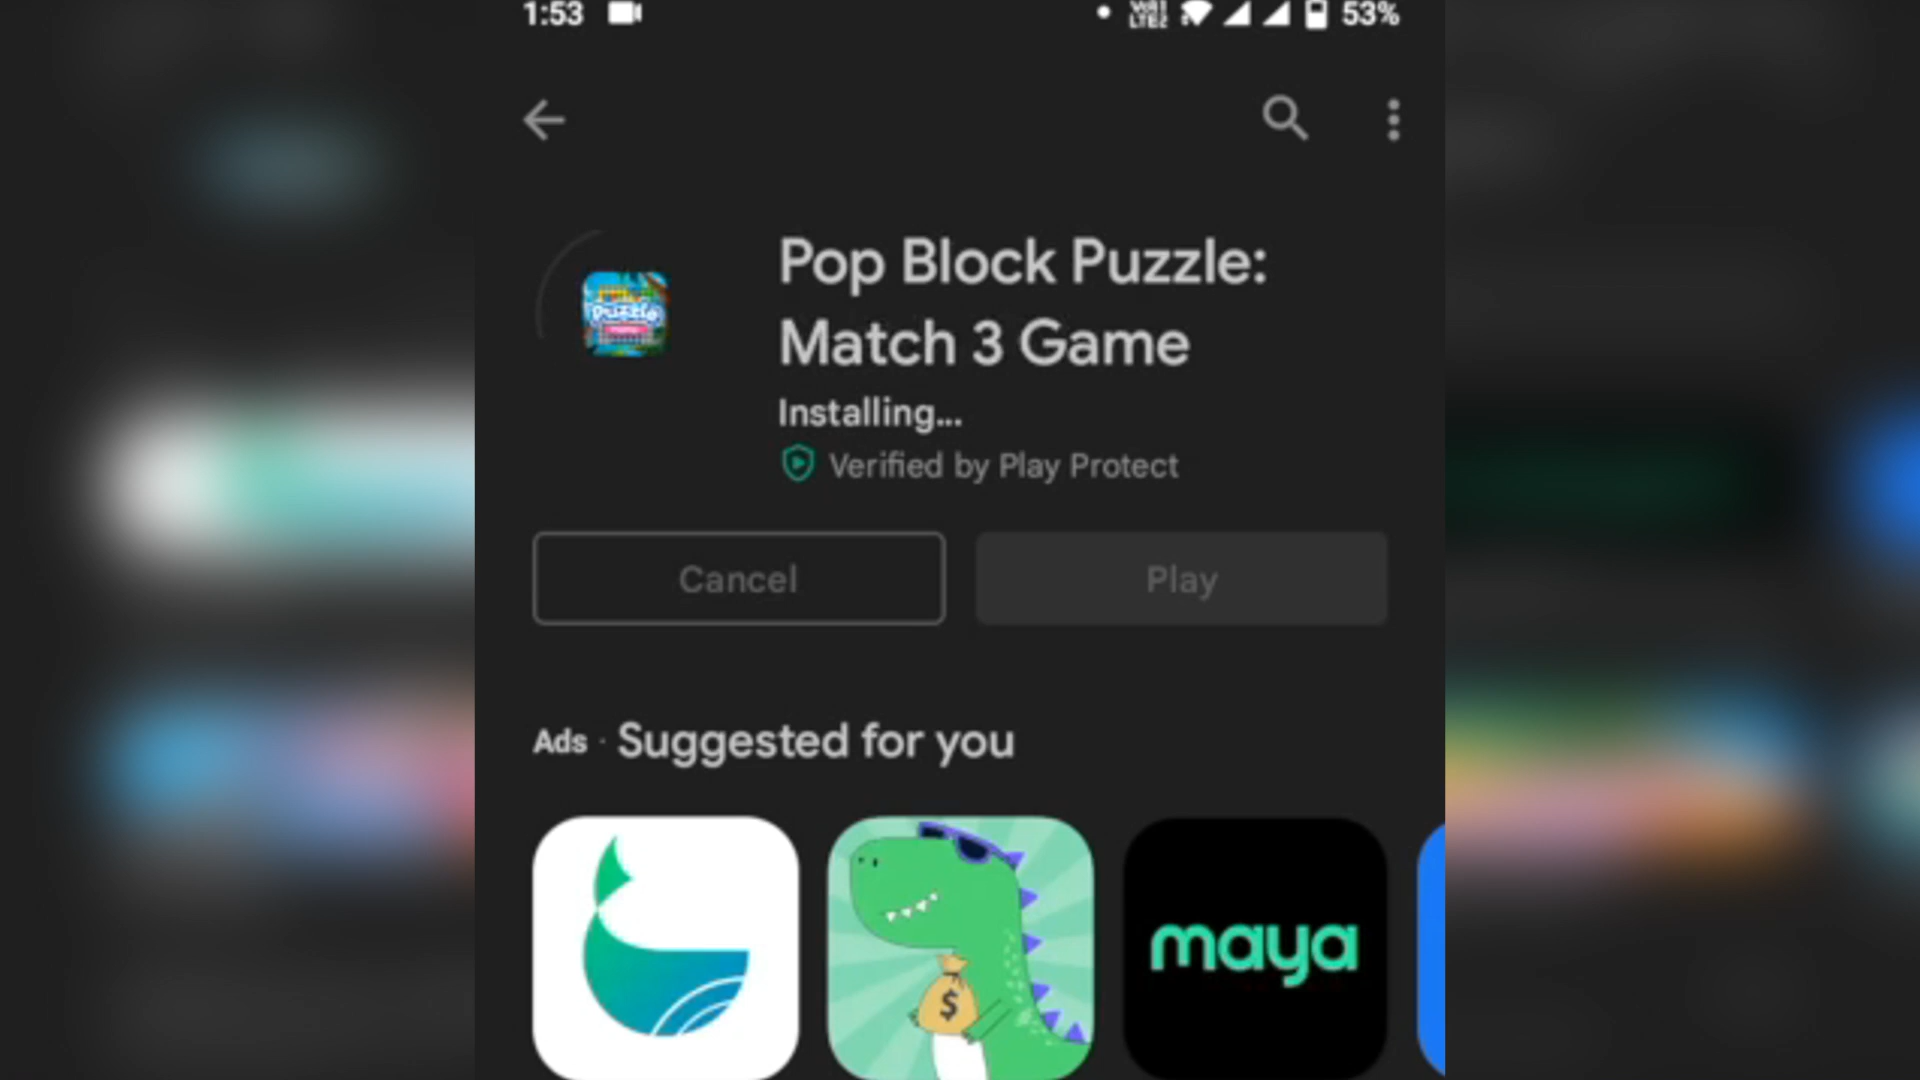 1:53
53%
Pop Block Puzzle:
Match 3 Game
Installing...
Verified by Play Protect
Cancel
Play
Ads · Suggested for you
$
maya